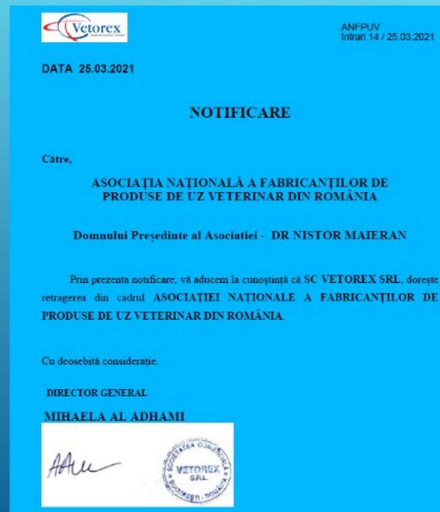 Vetorex
ANFPUV
Intrari 14 / 25.03.2021
DATA 25.03.2021
NOTIFICARE
Către,
ASOCIAȚIA NAȚIONALĂ A FABRICANȚILOR DE
PRODUSE DE UZ VETERINAR DIN ROMÂNIA
Domnului Președinte al Asociatiei - DR NISTOR MAIERAN
Prin prezenta notificare, vă aducem la cunoștință că SC VETOREX SRL, dorește
retragerea din cadrul ASOCIAȚIEI NAȚIONALE A FABRICANȚILOR DE
PRODUSE DE UZ VETERINAR DIN ROMÂNIA.
Cu deosebită considerație,
DIRECTOR GENERAL
MIHAELA AL ADHAMI
VETOREX
S.R.L.